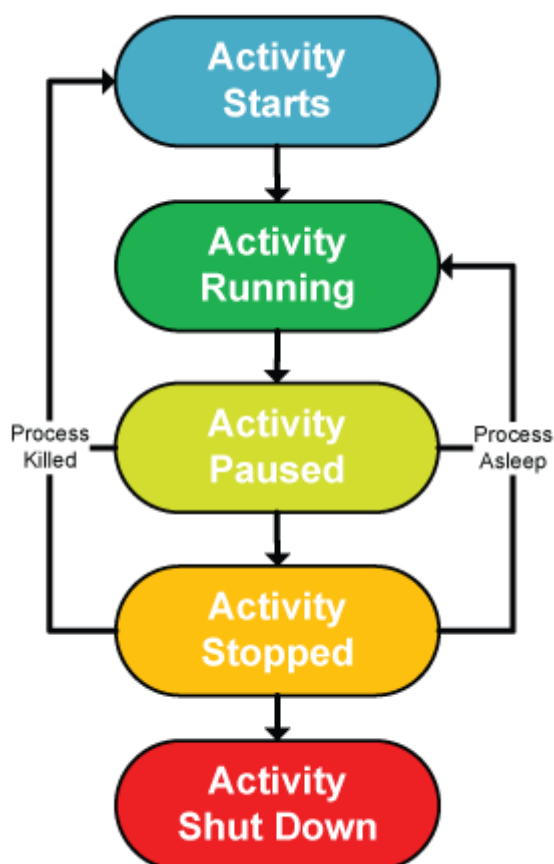 Activity
Starts
Activity
Running
Process
Killed
Activity
Paused
Process
Asleep
Activity
Stopped
Activity
Shut Down